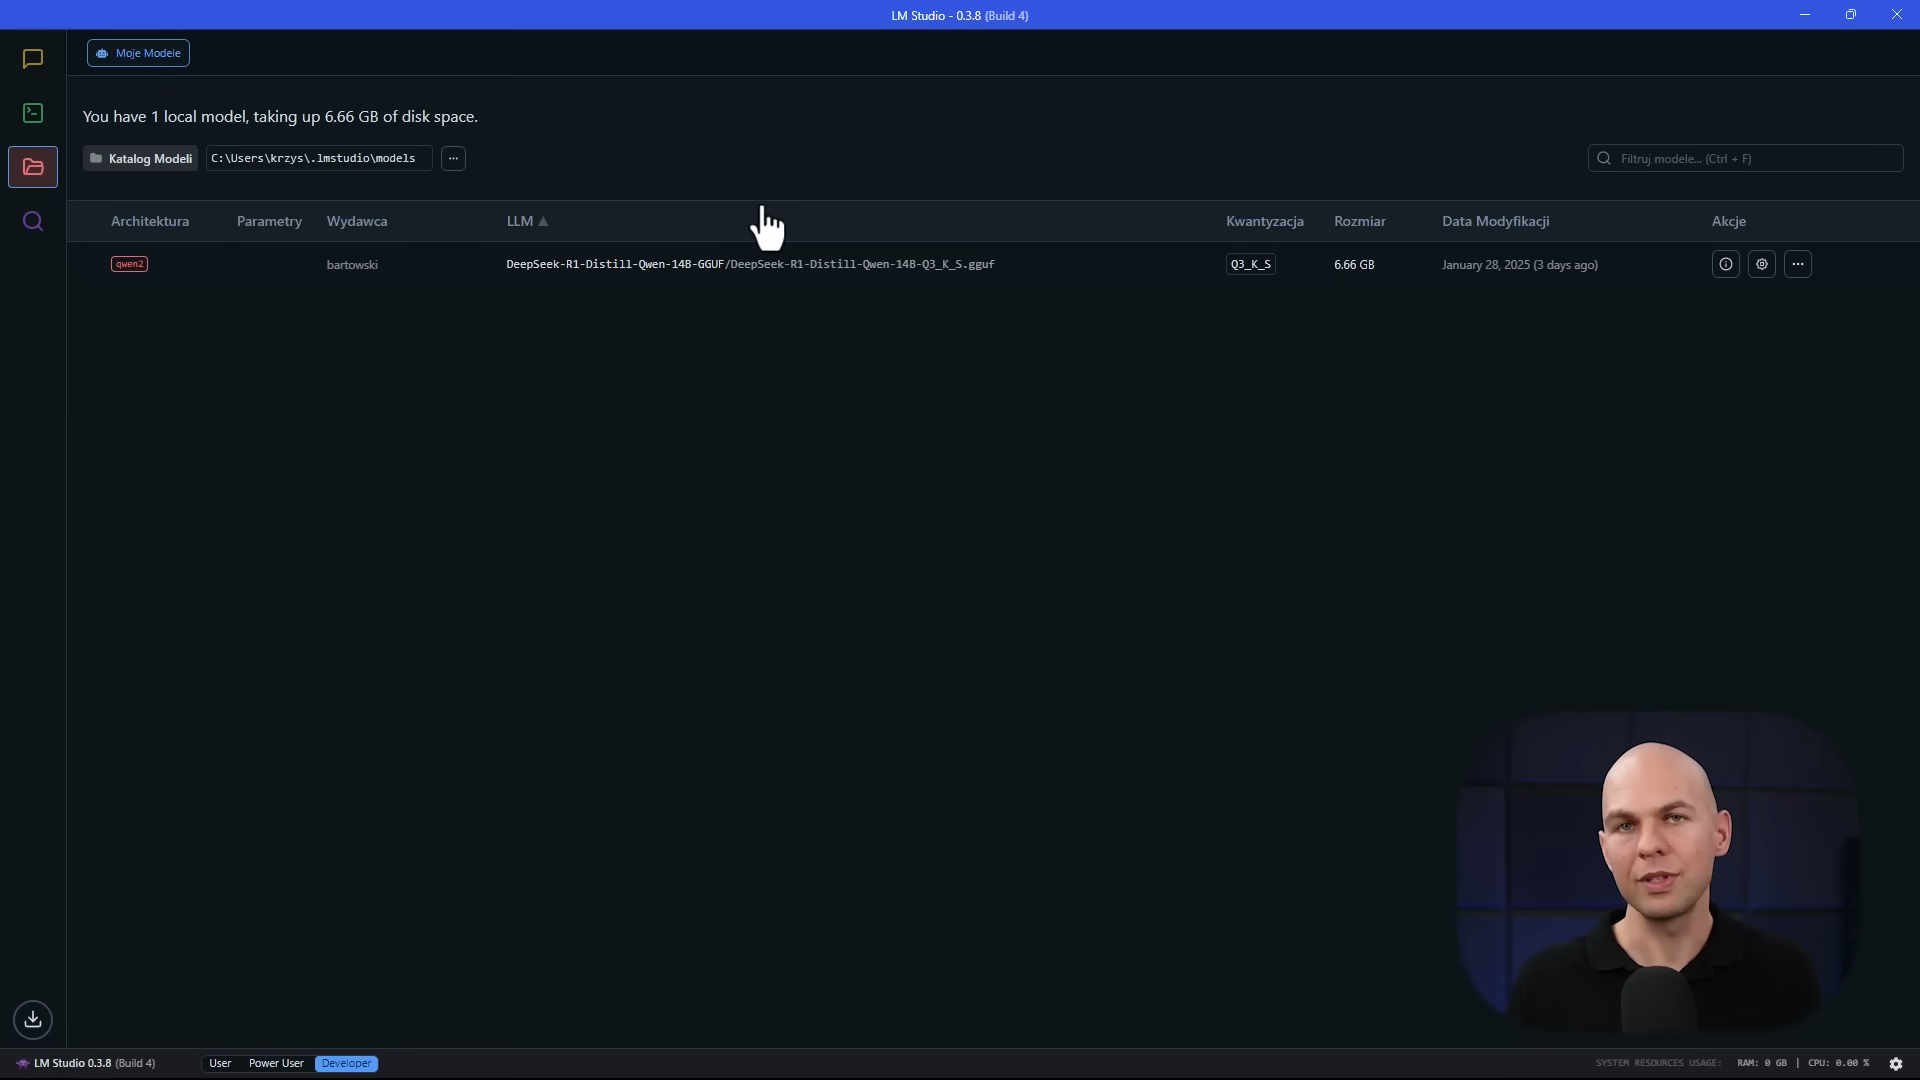 LM Studio - 0.3.8 (Build 4)
Moje Modele
You have 1 local model, taking up 6.66 GB of disk space.
Katalog Modeli C:\Users\krzys\.lmstudio\models ...
Filtruj modele... (Ctrl + F)
Architektura Parametry Wydawca LLM Kwantyzacja Rozmiar Data Modyfikacji Akcje
qwen2 bartowski DeepSeek-R1-Distill-Qwen-14B-GGUF/DeepSeek-R1-Distill-Qwen-14B-Q3_K_S.gguf Q3_K_S 6.66 GB January 28, 2025 (3 days ago)
LM Studio 0.3.8 (Build 4) User Power User Developer SYSTEM RESOURCES USAGE: RAM: 0 GB | CPU: 0.00 %